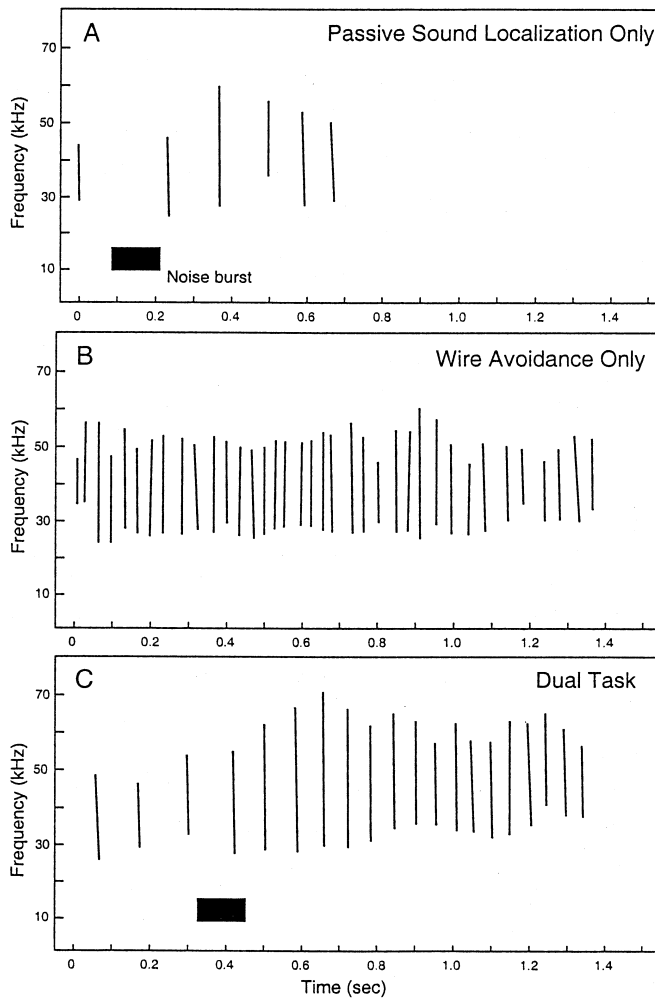 A
Passive Sound Localization Only
70
50
30
10
Frequency (kHz)
Noise burst
0 0.2 0.4 0.6 0.8 1.0 1.2 1.4
B
Wire Avoidance Only
70
50
30
10
Frequency (kHz)
0 0.2 0.4 0.6 0.8 1.0 1.2 1.4
C
Dual Task
70
50
30
10
Frequency (kHz)
0 0.2 0.4 0.6 0.8 1.0 1.2 1.4
Time (sec)